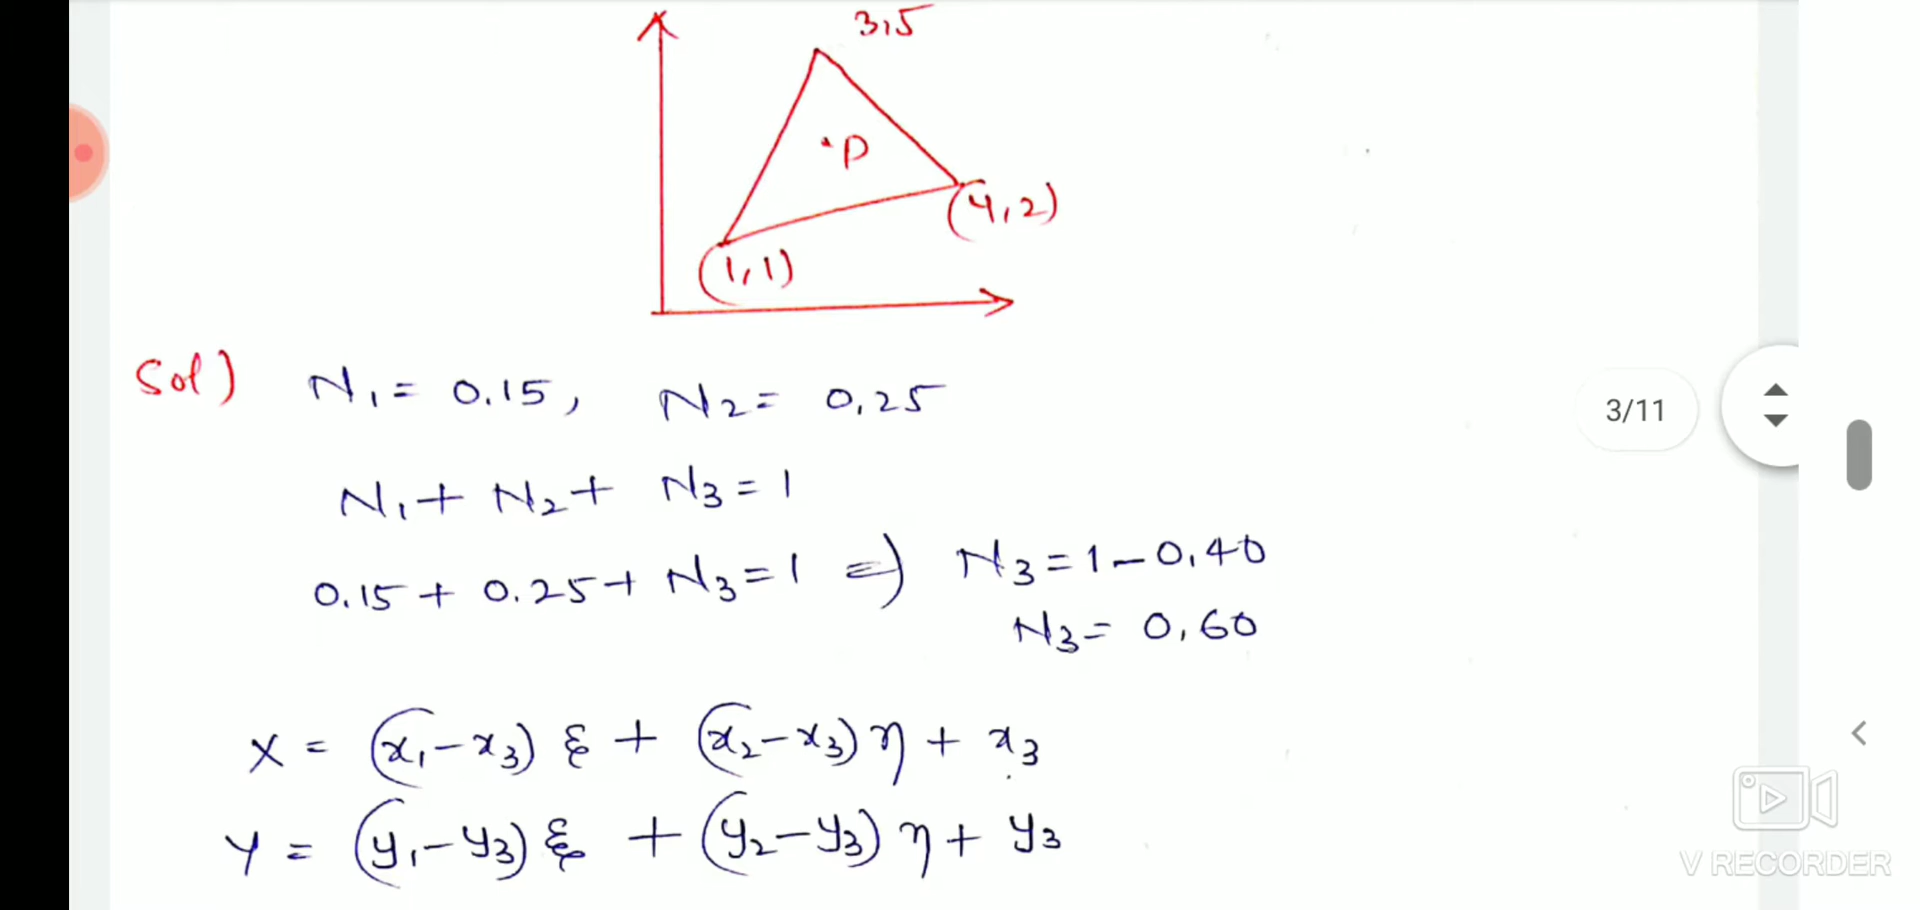 3,5
.P
(4,2)
(1,1)
Sol) N1 = 0.15, N2 = 0.25
N1 + N2 + N3 = 1
0.15 + 0.25 + N3 = 1 ⇒ N3 = 1 - 0.40
N3 = 0.60
X = (x1 - x3) ξ + (x2 - x3) η + x3
Y = (y1 - y3) ξ + (y2 - y3) η + y3
3/11
V RECORDER